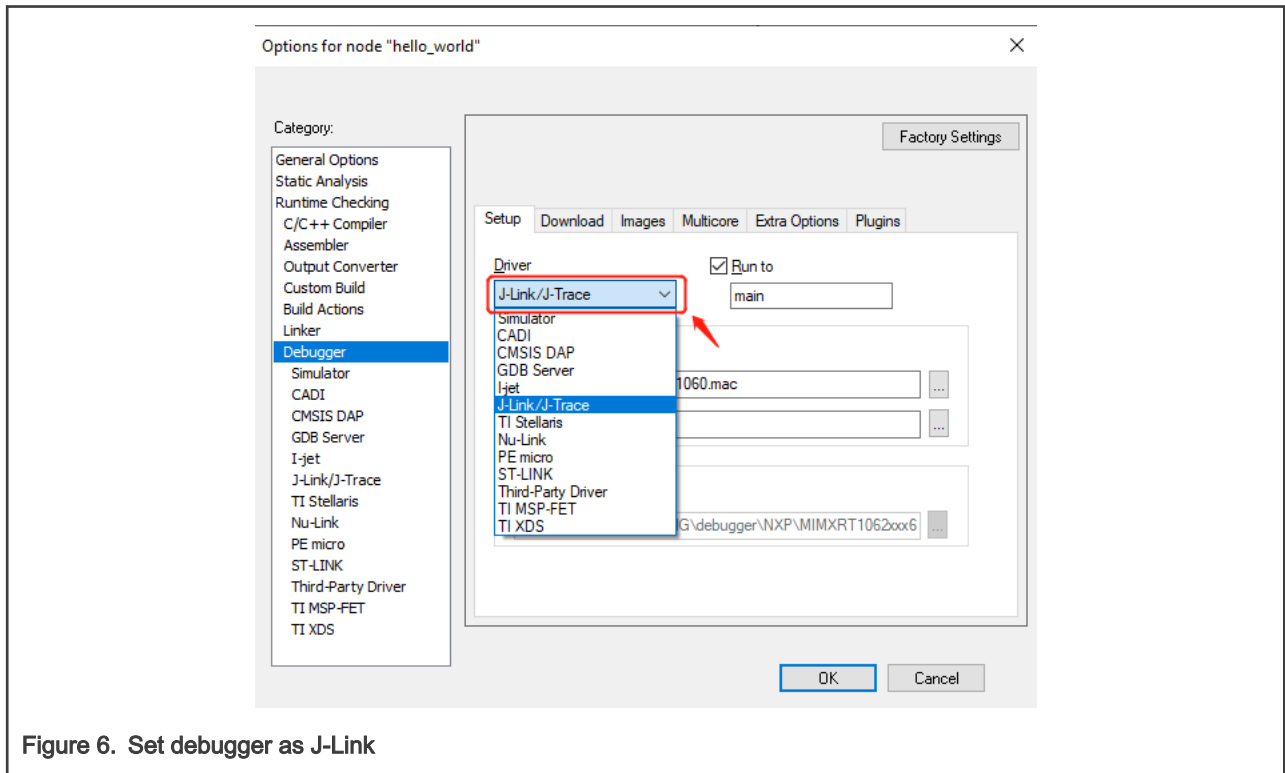 Options for node "hello_world"
Category:
Factory Settings
General Options
Static Analysis
Runtime Checking
C/C++ Compiler
Assembler
Output Converter
Custom Build
Build Actions
Linker
Debugger
Simulator
CADI
CMSIS DAP
GDB Server
I-jet
J-Link/J-Trace
TI Stellaris
Nu-Link
PE micro
ST-LINK
Third-Party Driver
TI MSP-FET
TI XDS
Setup Download Images Multicore Extra Options Plugins
Driver
Run to
J-Link/J-Trace
main
Simulator
CADI
CMSIS DAP
GDB Server
I-jet
J-Link/J-Trace
TI Stellaris
Nu-Link
PE micro
ST-LINK
Third-Party Driver
TI MSP-FET
TI XDS
1060.mac
...
...
G\debugger\NXP\MIMXRT1062xxx6
...
OK Cancel
Figure 6. Set debugger as J-Link